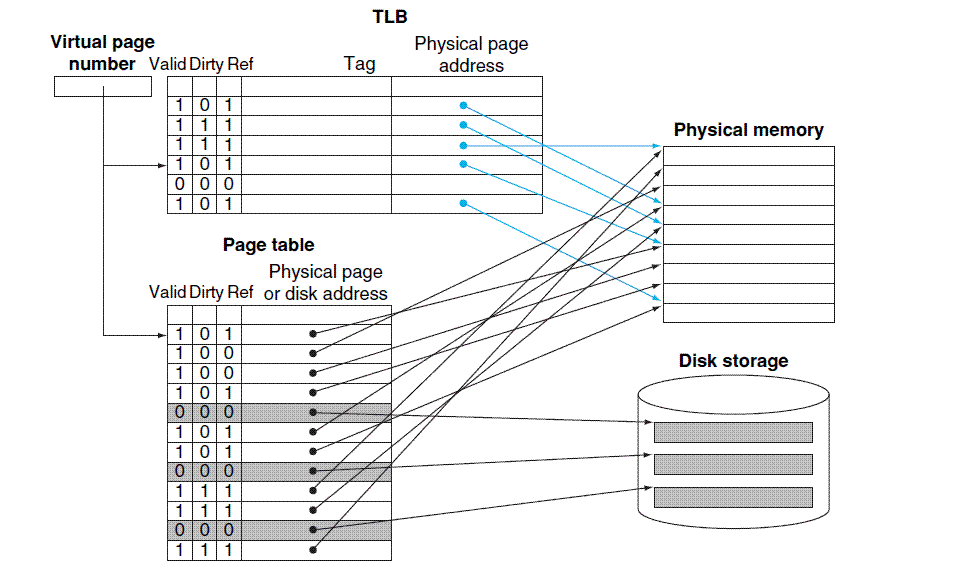 TLB
Virtual page
number
Physical page
address
Valid Dirty Ref
Tag
1 0 1
1 1 1
1 1 1
1 0 1
0 0 0
1 0 1
Physical memory
Page table
Physical page
or disk address
Valid Dirty Ref
1 0 1
1 0 0
1 0 0
1 0 1
0 0 0
1 0 1
1 0 1
0 0 0
1 1 1
1 1 1
0 0 0
1 1 1
Disk storage